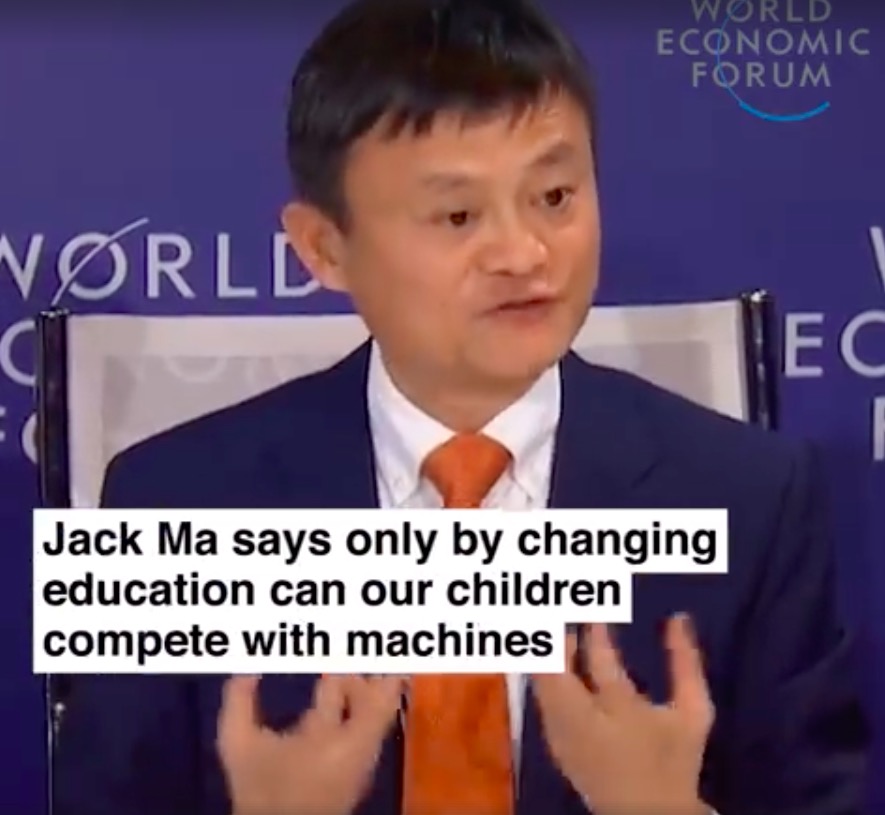 WORLD
ECONOMIC
FORUM
WORLD
Jack Ma says only by changing
education can our children
compete with machines